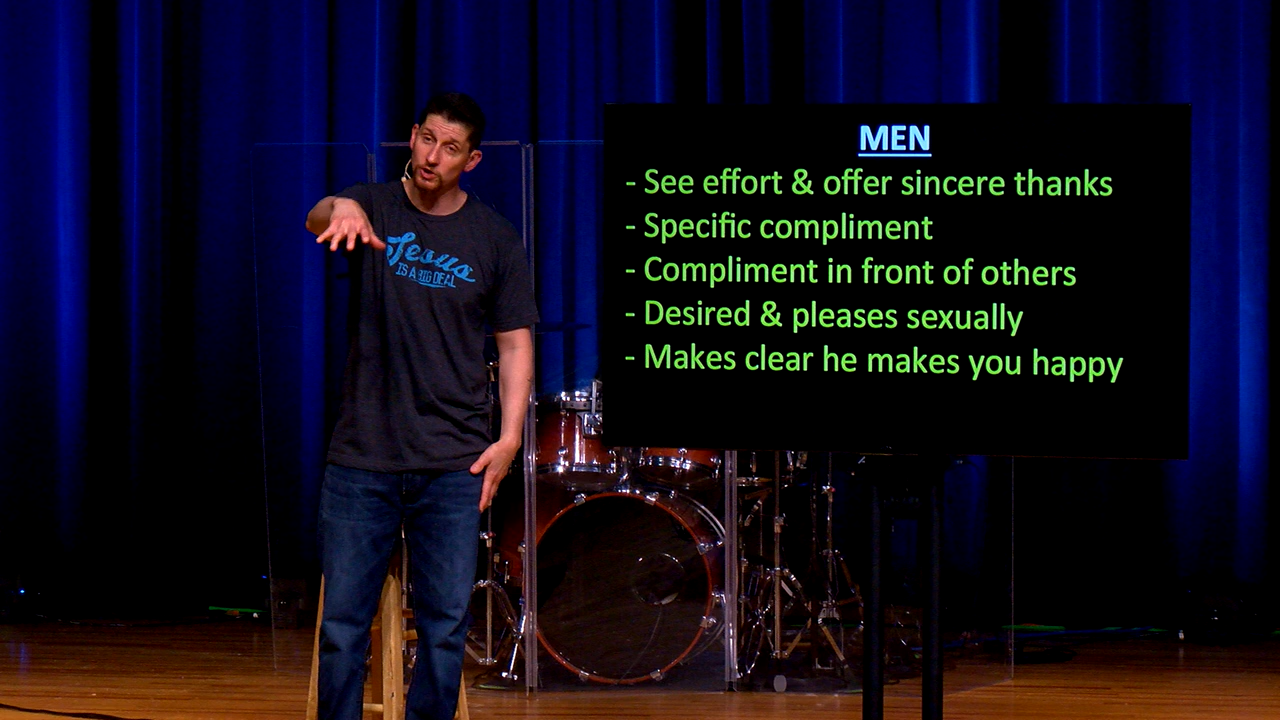 Jesus
IS A BIG DEAL
MEN
- See effort & offer sincere thanks
- Specific compliment
- Compliment in front of others
- Desired & pleases sexually
- Makes clear he makes you happy